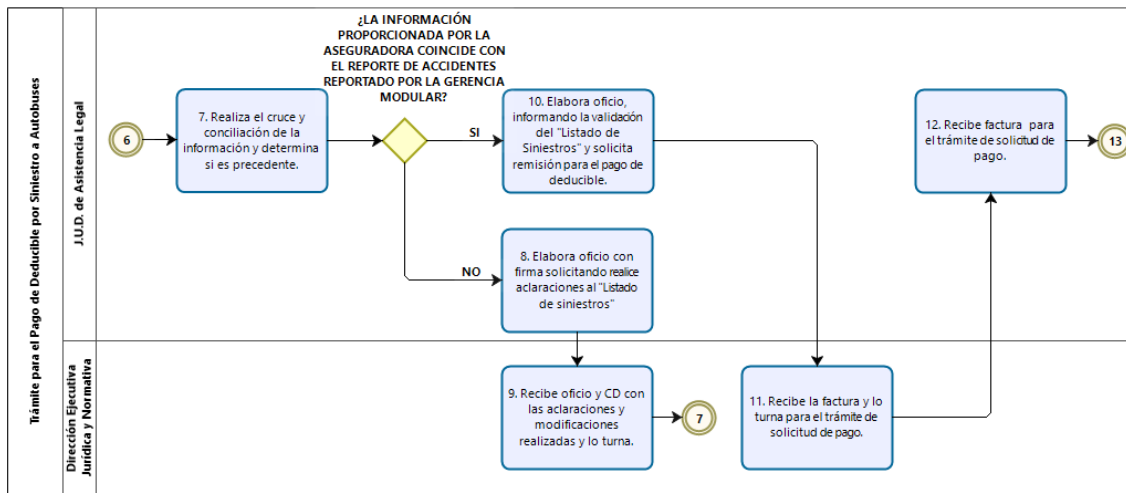 Trámite para el Pago de Deducible por Siniestro a Autobuses
J.U.D. de Asistencia Legal
¿LA INFORMACIÓN
PROPORCIONADA POR LA
ASEGURADORA COINCIDE CON
EL REPORTE DE ACCIDENTES
REPORTADO POR LA GERENCIA
MODULAR?
6
7. Realiza el cruce y
conciliación de la
información y determina
si es precedente.
SI
10. Elabora oficio,
informando la validación
del "Listado de
Siniestros" y solicita
remisión para el pago de
deducible.
12. Recibe factura para
el trámite de solicitud de
pago.
13
NO
8. Elabora oficio con
firma solicitando realice
aclaraciones al "Listado
de siniestros"
Dirección Ejecutiva
Jurídica y Normativa
9. Recibe oficio y CD con
las aclaraciones y
modificaciones
realizadas y lo turna.
7
11. Recibe la factura y lo
turna para el trámite de
solicitud de pago.